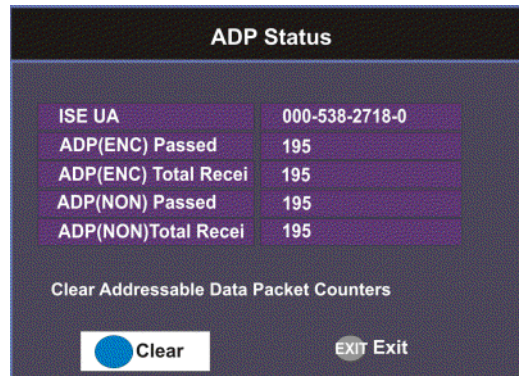 ADP Status
ISE UA 000-538-2718-0
ADP(ENC) Passed 195
ADP(ENC) Total Recei 195
ADP(NON) Passed 195
ADP(NON)Total Recei 195
Clear Addressable Data Packet Counters
Clear EXIT Exit